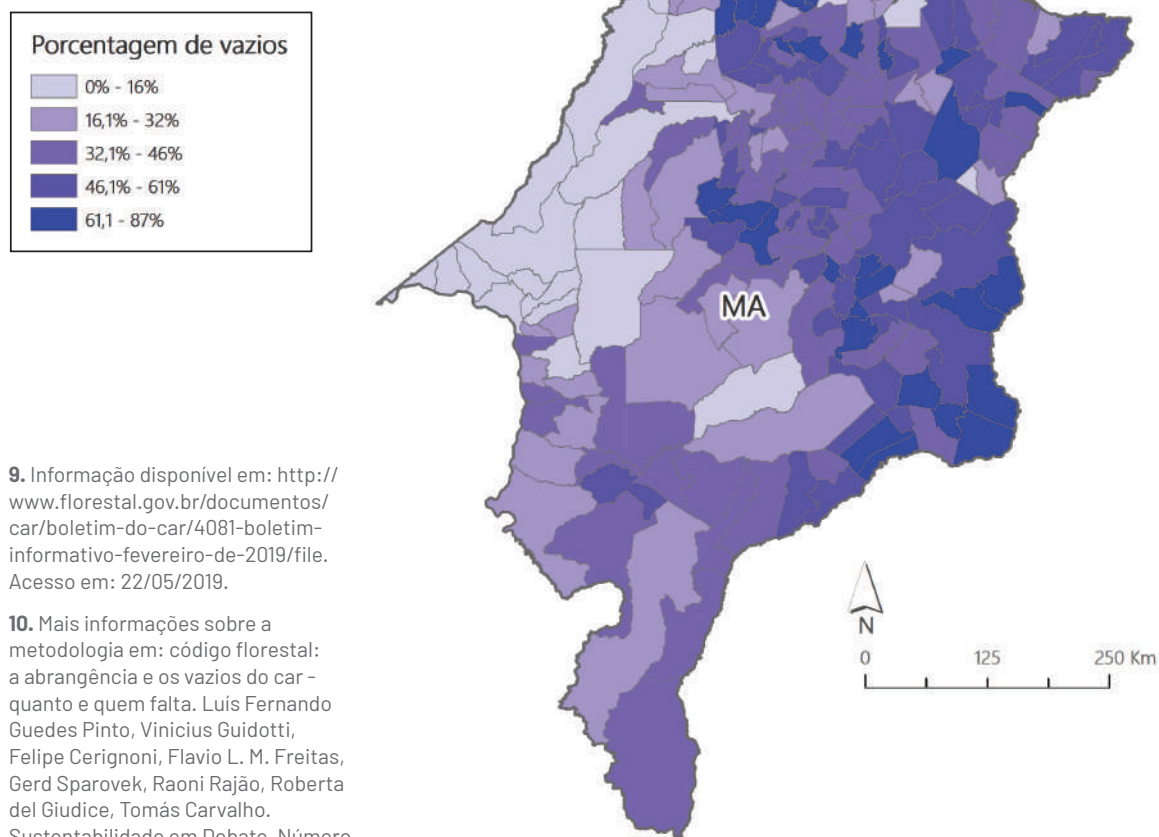 Porcentagem de vazios
0% - 16%
16,1% - 32%
32,1% - 46%
46,1% - 61%
61,1 - 87%
MA
N
0 125 250 Km
9. Informação disponível em: http://
www.florestal.gov.br/documentos/
car/boletim-do-car/4081-boletim-
informativo-fevereiro-de-2019/file.
Acesso em: 22/05/2019.
10. Mais informações sobre a
metodologia em: código florestal:
a abrangência e os vazios do car -
quanto e quem falta. Luís Fernando
Guedes Pinto, Vinicius Guidotti,
Felipe Cerignoni, Flavio L. M. Freitas,
Gerd Sparovek, Raoni Rajão, Roberta
del Giudice, Tomás Carvalho.
Sustentabilidade em Debate, Número